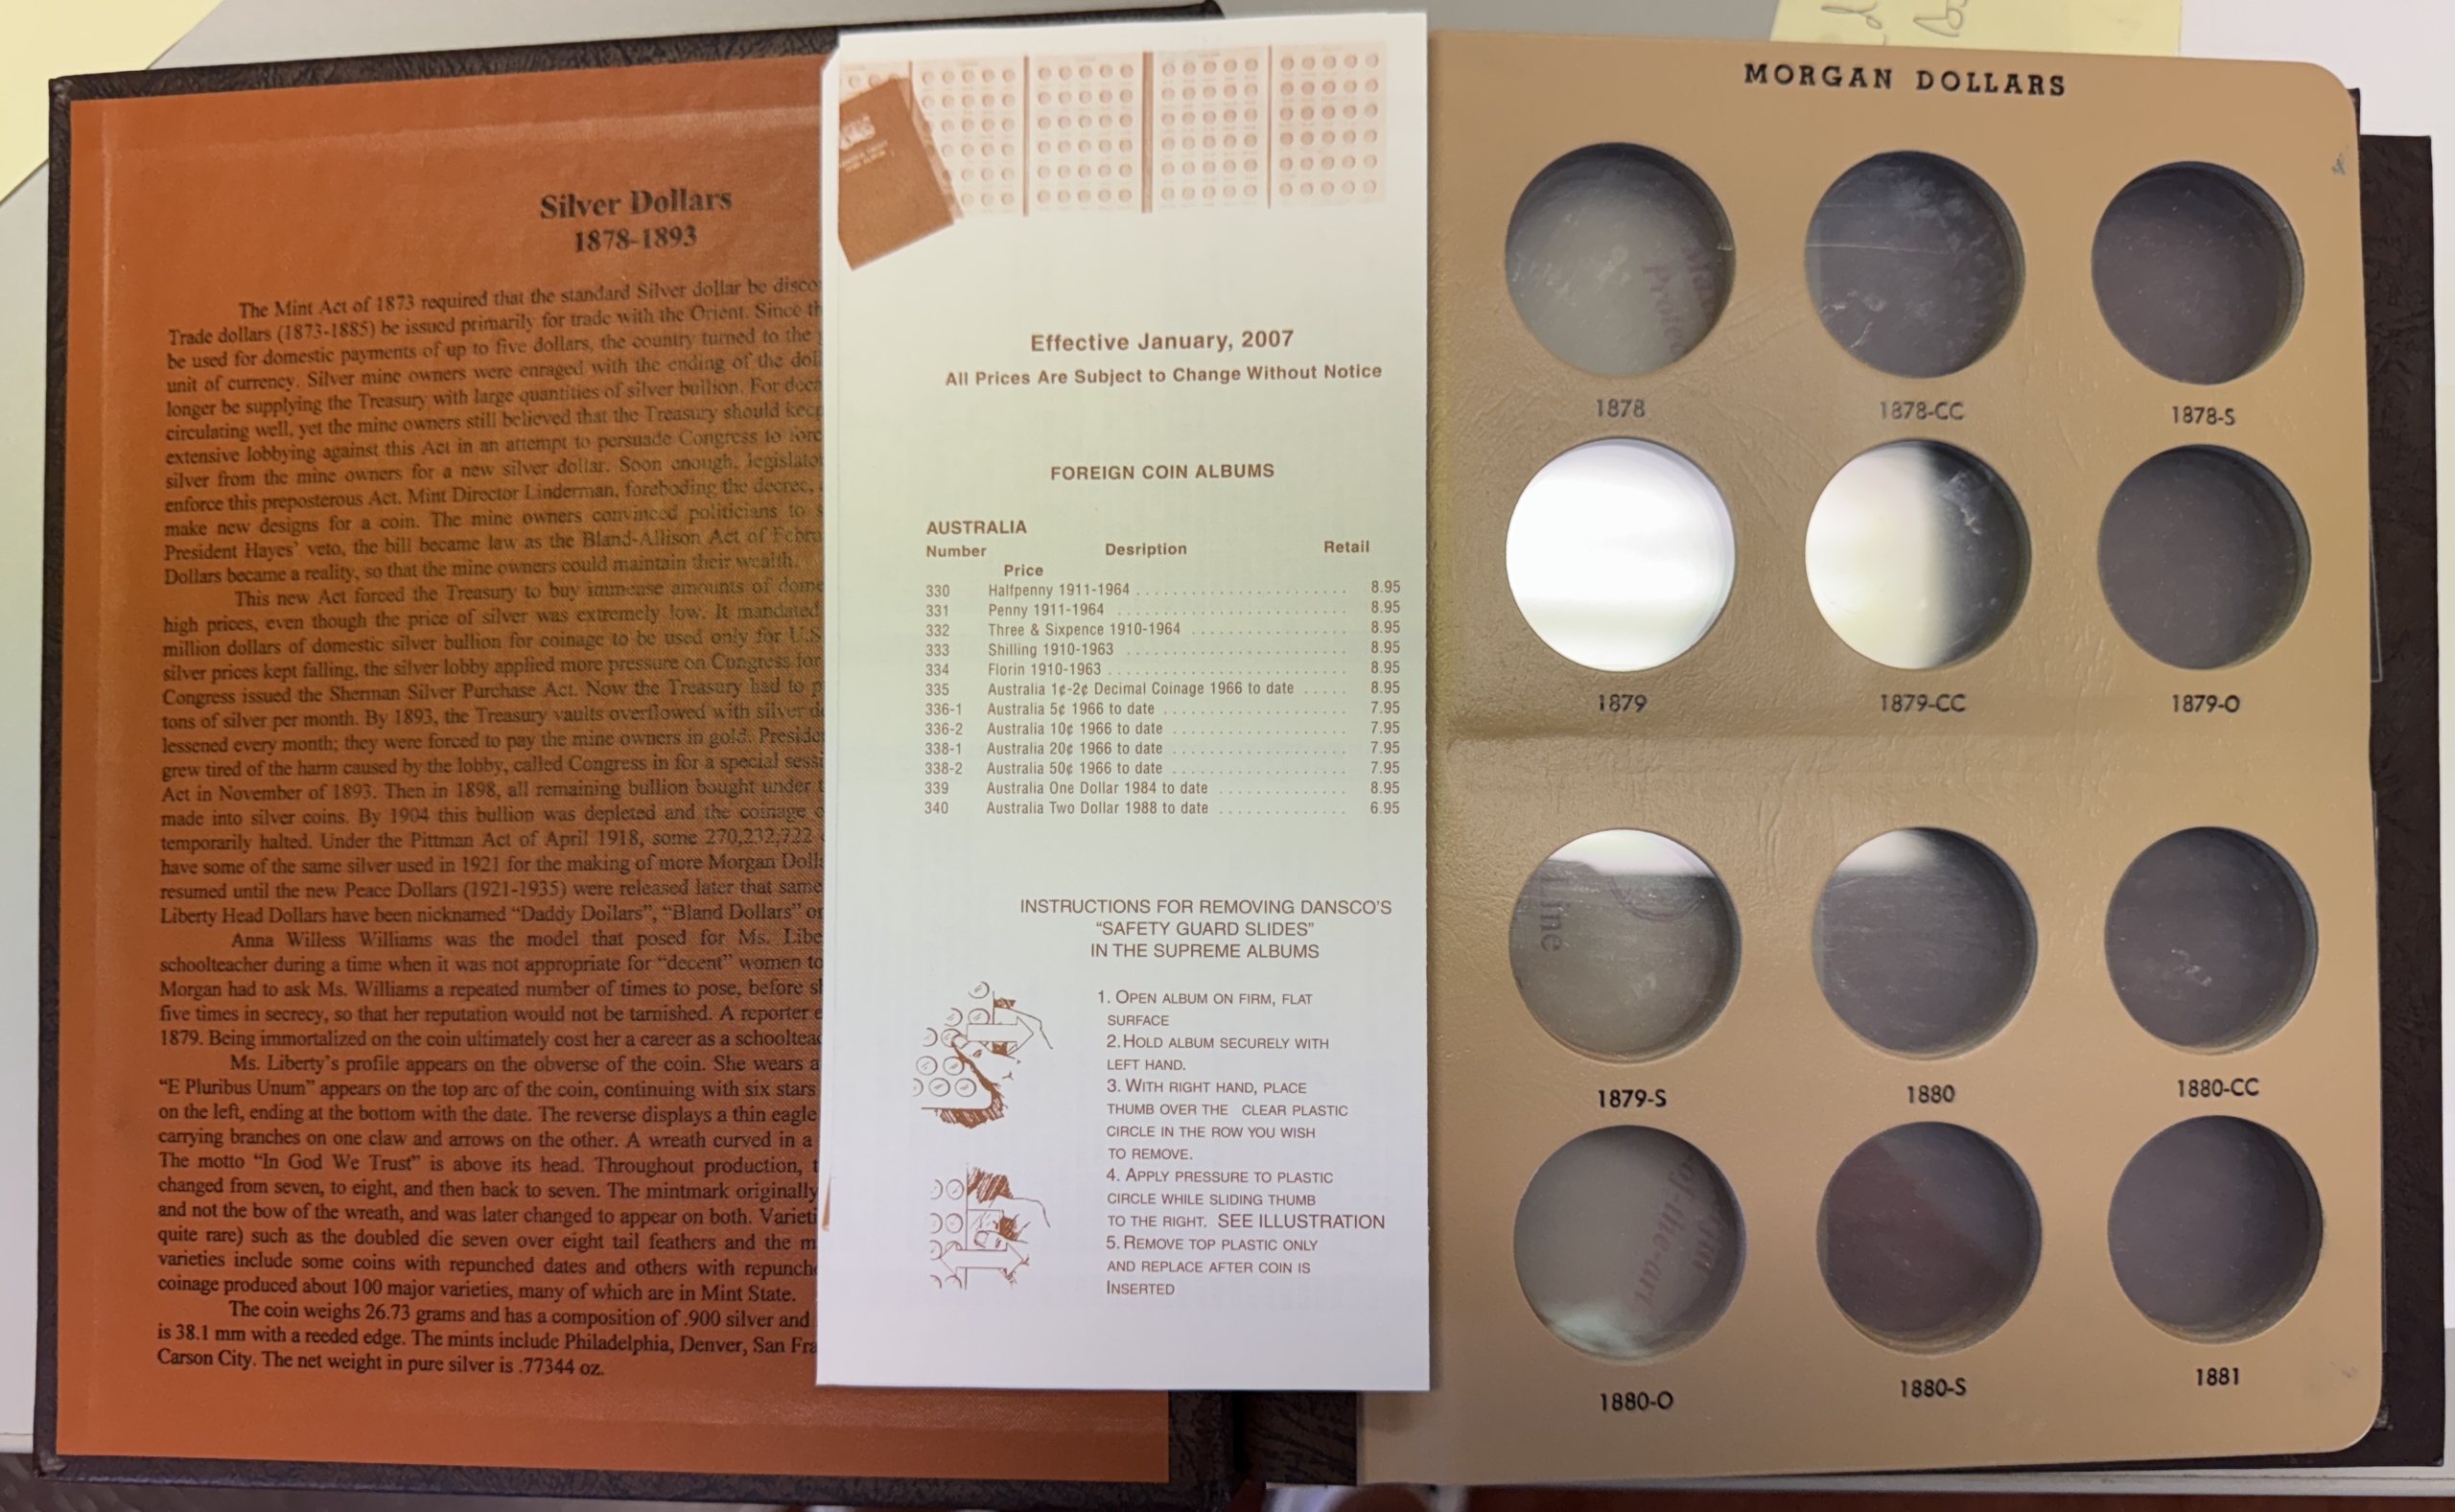 Silver Dollars
1878-1893
The Mint Act of 1873 required that the standard Silver dollar be disco
Trade dollars (1873-1885) be issued primarily for trade with the Orient. Since th
be used for domestic payments of up to five dollars, the country turned to the
unit of currency. Silver mine owners were enraged with the ending of the dol
longer be supplying the Treasury with large quantities of silver bullion. For deca
circulating well, yet the mine owners still believed that the Treasury should keep
extensive lobbying against this Act in an attempt to persuade Congress to forc
silver from the mine owners for a new silver dollar. Soon enough, legislato
enforce this preposterous Act. Mint Director Linderman, foreboding the decree,
make new designs for a coin. The mine owners convinced politicians to s
President Hayes' veto, the bill became law as the Bland-Allison Act of Febru
Dollars became a reality, so that the mine owners could maintain their wealth.
This new Act forced the Treasury to buy immense amounts of dome
high prices, even though the price of silver was extremely low. It mandated
million dollars of domestic silver bullion for coinage to be used only for U.S
silver prices kept falling, the silver lobby applied more pressure on Congress for
Congress issued the Sherman Silver Purchase Act. Now the Treasury had to p
tons of silver per month. By 1893, the Treasury vaults overflowed with silver d
lessened every month; they were forced to pay the mine owners in gold. Preside
grew tired of the harm caused by the lobby, called Congress in for a special sessi
Act in November of 1893. Then in 1898, all remaining bullion bought under t
made into silver coins. By 1904 this bullion was depleted and the coinage o
temporarily halted. Under the Pittman Act of April 1918, some 270,232,722
have some of the same silver used in 1921 for the making of more Morgan Doll
resumed until the new Peace Dollars (1921-1935) were released later that same
Liberty Head Dollars have been nicknamed "Daddy Dollars", "Bland Dollars" or
Anna Willess Williams was the model that posed for Ms. Libe
schoolteacher during a time when it was not appropriate for "decent" women to
Morgan had to ask Ms. Williams a repeated number of times to pose, before sh
five times in secrecy, so that her reputation would not be tarnished. A reporter e
1879. Being immortalized on the coin ultimately cost her a career as a schoolteac
Ms. Liberty's profile appears on the obverse of the coin. She wears a
"E Pluribus Unum" appears on the top arc of the coin, continuing with six stars
on the left, ending at the bottom with the date. The reverse displays a thin eagle
carrying branches on one claw and arrows on the other. A wreath curved in a
The motto "In God We Trust" is above its head. Throughout production, t
changed from seven, to eight, and then back to seven. The mintmark originally
and not the bow of the wreath, and was later changed to appear on both. Varieti
quite rare) such as the doubled die seven over eight tail feathers and the m
varieties include some coins with repunched dates and others with repunch
coinage produced about 100 major varieties, many of which are in Mint State.
The coin weighs 26.73 grams and has a composition of .900 silver and
is 38.1 mm with a reeded edge. The mints include Philadelphia, Denver, San Fra
Carson City. The net weight in pure silver is .77344 oz.
Effective January, 2007
All Prices Are Subject to Change Without Notice
FOREIGN COIN ALBUMS
AUSTRALIA
Number Desription Retail
Price
330 Halfpenny 1911-1964 8.95
331 Penny 1911-1964 8.95
332 Three & Sixpence 1910-1964 8.95
333 Shilling 1910-1963 8.95
334 Florin 1910-1963 8.95
335 Australia 1¢-2¢ Decimal Coinage 1966 to date 8.95
336-1 Australia 5¢ 1966 to date 7.95
336-2 Australia 10¢ 1966 to date 7.95
338-1 Australia 20¢ 1966 to date 7.95
338-2 Australia 50¢ 1966 to date 7.95
339 Australia One Dollar 1984 to date 8.95
340 Australia Two Dollar 1988 to date 6.95
INSTRUCTIONS FOR REMOVING DANSCO'S
"SAFETY GUARD SLIDES"
IN THE SUPREME ALBUMS
1. OPEN ALBUM ON FIRM, FLAT
SURFACE
2. HOLD ALBUM SECURELY WITH
LEFT HAND.
3. WITH RIGHT HAND, PLACE
THUMB OVER THE CLEAR PLASTIC
CIRCLE IN THE ROW YOU WISH
TO REMOVE.
4. APPLY PRESSURE TO PLASTIC
CIRCLE WHILE SLIDING THUMB
TO THE RIGHT. SEE ILLUSTRATION
5. REMOVE TOP PLASTIC ONLY
AND REPLACE AFTER COIN IS
INSERTED
MORGAN DOLLARS
1878 1878-CC 1878-S
1879 1879-CC 1879-O
1879-S 1880 1880-CC
1880-O 1880-S 1881